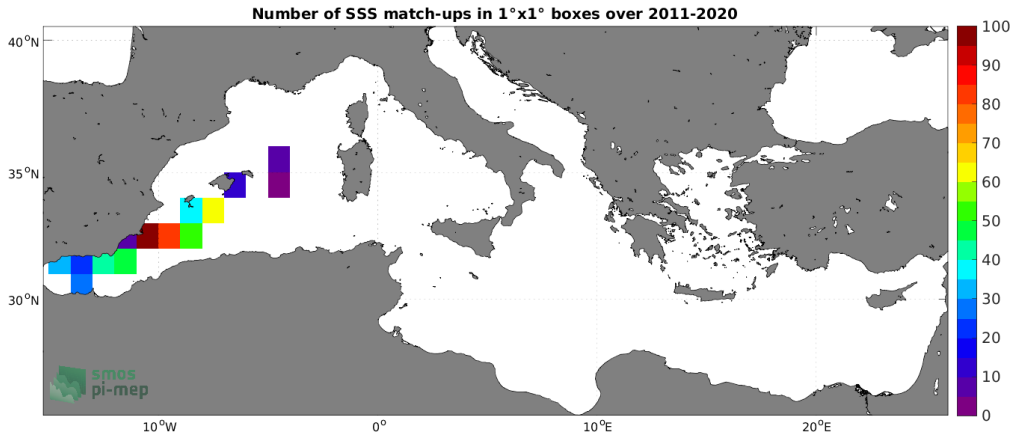 Number of SSS match-ups in 1°x1° boxes over 2011-2020
40°N
35°N
30°N
10°W
0°
10°E
20°E
100
90
80
70
60
50
40
30
20
10
0
smos
pi-mep